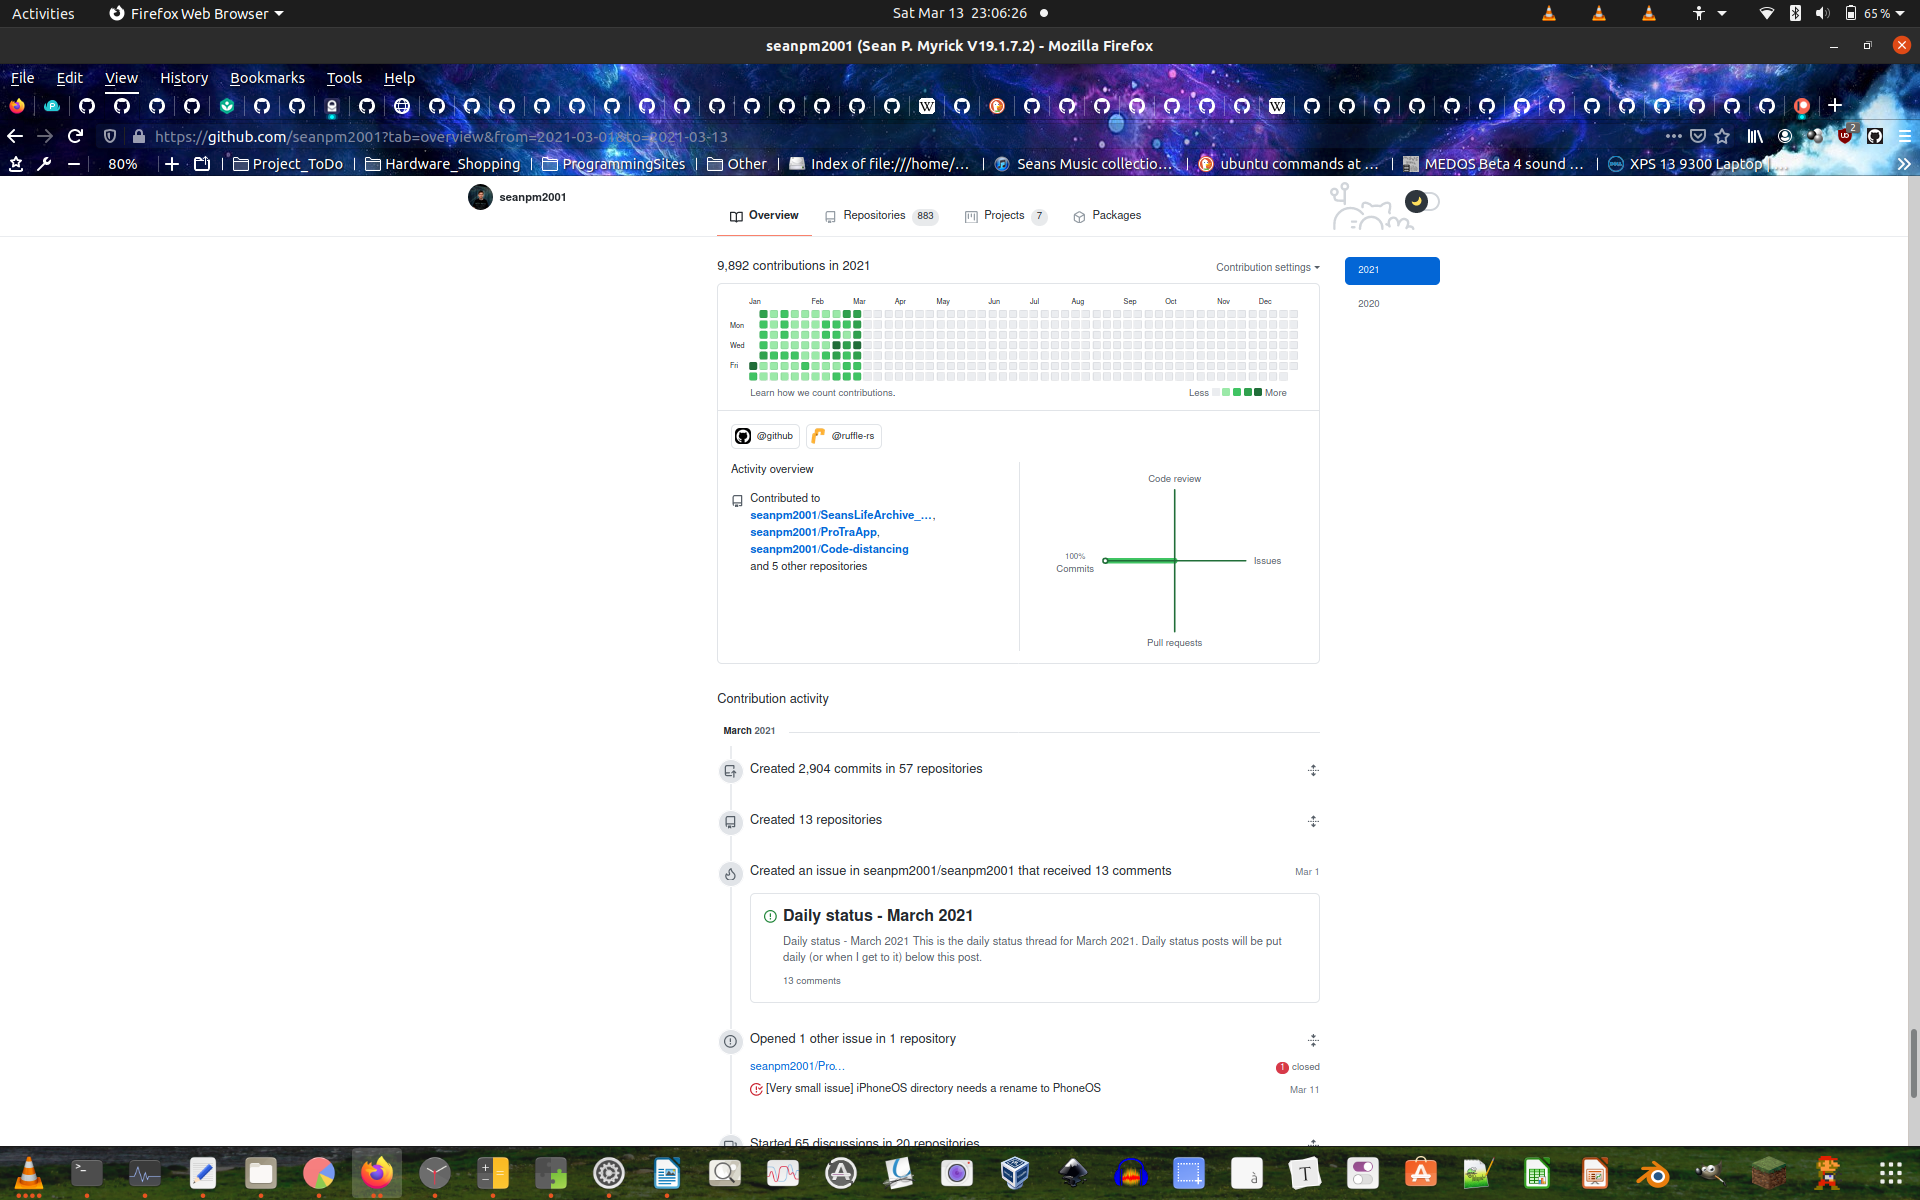 Activities
Firefox Web Browser
Sat Mar 13 23:06:26
65 %
seanpm2001 (Sean P. Myrick V19.1.7.2) - Mozilla Firefox
File Edit View History Bookmarks Tools Help
https://github.com/seanpm2001?tab=overview&from=2021-03-01&to=2021-03-13
2
80%
Project_ToDo
Hardware_Shopping
ProgrammingSites
Other
Index of file:///home/...
Seans Music collectio...
ubuntu commands at ...
MEDOS Beta 4 sound ...
XPS 13 9300 Laptop
seanpm2001
Overview
Repositories 883
Projects 7
Packages
9,892 contributions in 2021
Contribution settings
2021
2020
Jan Feb Mar Apr May Jun Jul Aug Sep Oct Nov Dec
Mon
Wed
Fri
Learn how we count contributions.
Less More
@github
@ruffle-rs
Activity overview
Contributed to
seanpm2001/SeansLifeArchive_...,
seanpm2001/ProTraApp,
seanpm2001/Code-distancing
and 5 other repositories
Code review
100%
Commits
Issues
Pull requests
Contribution activity
March 2021
Created 2,904 commits in 57 repositories
Created 13 repositories
Created an issue in seanpm2001/seanpm2001 that received 13 comments
Mar 1
Daily status - March 2021
Daily status - March 2021 This is the daily status thread for March 2021. Daily status posts will be put
daily (or when I get to it) below this post.
13 comments
Opened 1 other issue in 1 repository
seanpm2001/Pro...
1 closed
[Very small issue] iPhoneOS directory needs a rename to PhoneOS
Mar 11
Started 65 discussions in 20 repositories